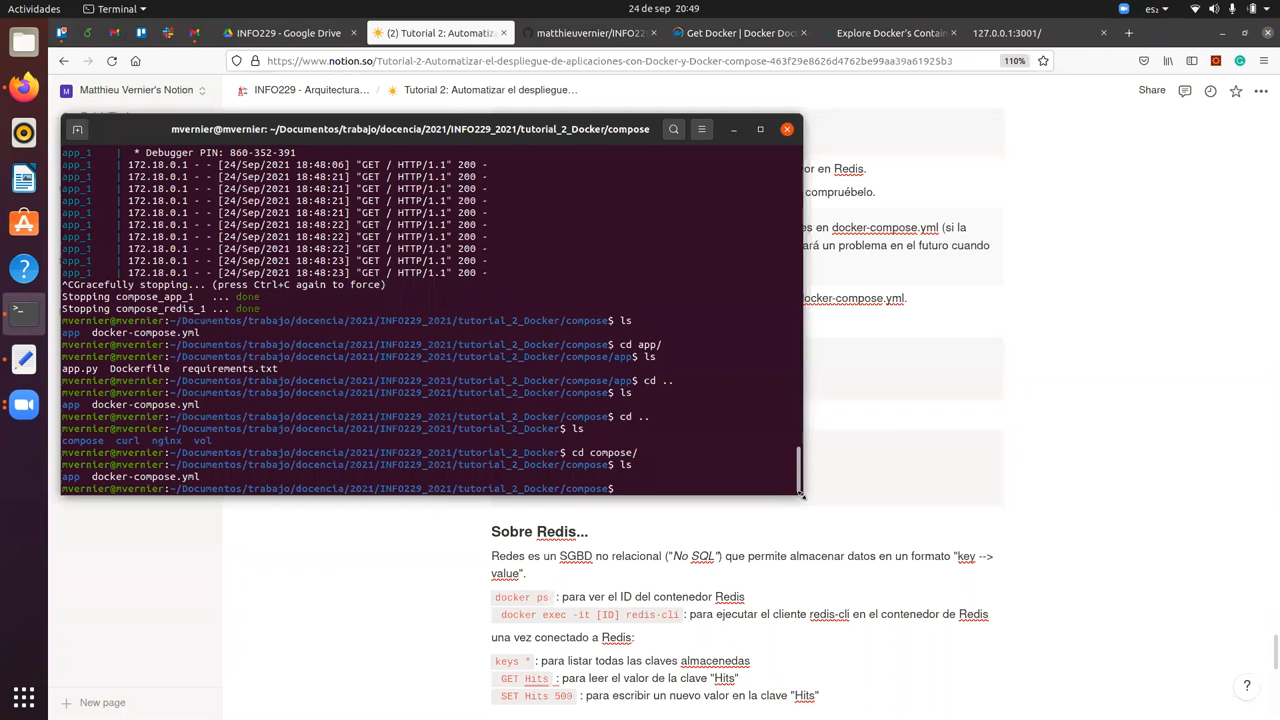 Actividades
Terminal
24 de sep 20:49
es₂
INFO229 - Google Drive
(2) Tutorial 2: Automatiz
matthieuvernier/INFO22
Get Docker | Docker Doc
Explore Docker's Contain
127.0.0.1:3001/
https://www.notion.so/Tutorial-2-Automatizar-el-despliegue-de-aplicaciones-con-Docker-y-Docker-compose-463f29e8626d4762be99aa39a61925b3
110%
M Matthieu Vernier's Notion
INFO229 - Arquitectura... / Tutorial 2: Automatizar el despliegue...
Share
mvernier@mvernier: ~/Documentos/trabajo/docencia/2021/INFO229_2021/tutorial_2_Docker/compose
app_1 | * Debugger PIN: 860-352-391
app_1 | 172.18.0.1 - - [24/Sep/2021 18:48:06] "GET / HTTP/1.1" 200 -
app_1 | 172.18.0.1 - - [24/Sep/2021 18:48:21] "GET / HTTP/1.1" 200 -
app_1 | 172.18.0.1 - - [24/Sep/2021 18:48:21] "GET / HTTP/1.1" 200 -
app_1 | 172.18.0.1 - - [24/Sep/2021 18:48:21] "GET / HTTP/1.1" 200 -
app_1 | 172.18.0.1 - - [24/Sep/2021 18:48:21] "GET / HTTP/1.1" 200 -
app_1 | 172.18.0.1 - - [24/Sep/2021 18:48:22] "GET / HTTP/1.1" 200 -
app_1 | 172.18.0.1 - - [24/Sep/2021 18:48:22] "GET / HTTP/1.1" 200 -
app_1 | 172.18.0.1 - - [24/Sep/2021 18:48:22] "GET / HTTP/1.1" 200 -
app_1 | 172.18.0.1 - - [24/Sep/2021 18:48:23] "GET / HTTP/1.1" 200 -
app_1 | 172.18.0.1 - - [24/Sep/2021 18:48:23] "GET / HTTP/1.1" 200 -
^CGracefully stopping... (press Ctrl+C again to force)
Stopping compose_app_1 ... done
Stopping compose_redis_1 ... done
mvernier@mvernier:~/Documentos/trabajo/docencia/2021/INFO229_2021/tutorial_2_Docker/compose$ ls
app docker-compose.yml
mvernier@mvernier:~/Documentos/trabajo/docencia/2021/INFO229_2021/tutorial_2_Docker/compose$ cd app/
mvernier@mvernier:~/Documentos/trabajo/docencia/2021/INFO229_2021/tutorial_2_Docker/compose/app$ ls
app.py Dockerfile requirements.txt
mvernier@mvernier:~/Documentos/trabajo/docencia/2021/INFO229_2021/tutorial_2_Docker/compose/app$ cd ..
mvernier@mvernier:~/Documentos/trabajo/docencia/2021/INFO229_2021/tutorial_2_Docker/compose$ ls
app docker-compose.yml
mvernier@mvernier:~/Documentos/trabajo/docencia/2021/INFO229_2021/tutorial_2_Docker/compose$ cd ..
mvernier@mvernier:~/Documentos/trabajo/docencia/2021/INFO229_2021/tutorial_2_Docker$ ls
compose curl nginx vol
mvernier@mvernier:~/Documentos/trabajo/docencia/2021/INFO229_2021/tutorial_2_Docker$ cd compose/
mvernier@mvernier:~/Documentos/trabajo/docencia/2021/INFO229_2021/tutorial_2_Docker/compose$ ls
app docker-compose.yml
mvernier@mvernier:~/Documentos/trabajo/docencia/2021/INFO229_2021/tutorial_2_Docker/compose$
or en Redis.
compruébelo.
es en docker-compose.yml (si la
ará un problema en el futuro cuando
ocker-compose.yml.
Sobre Redis...
Redes es un SGBD no relacional ("No SQL") que permite almacenar datos en un formato "key -->
value".
docker ps : para ver el ID del contenedor Redis
docker exec -it [ID] redis-cli : para ejecutar el cliente redis-cli en el contenedor de Redis
una vez conectado a Redis:
keys * : para listar todas las claves almacenedas
GET Hits : para leer el valor de la clave "Hits"
SET Hits 500 : para escribir un nuevo valor en la clave "Hits"
New page
?